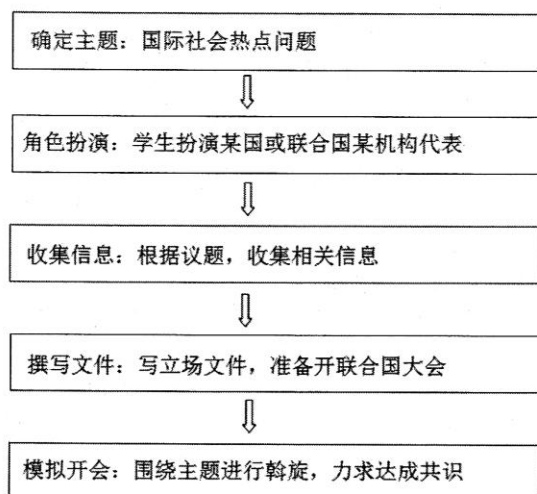 确定主题：国际社会热点问题
角色扮演：学生扮演某国或联合国某机构代表
收集信息：根据议题，收集相关信息
撰写文件：写立场文件，准备开联合国大会
模拟开会：围绕主题进行斡旋，力求达成共识